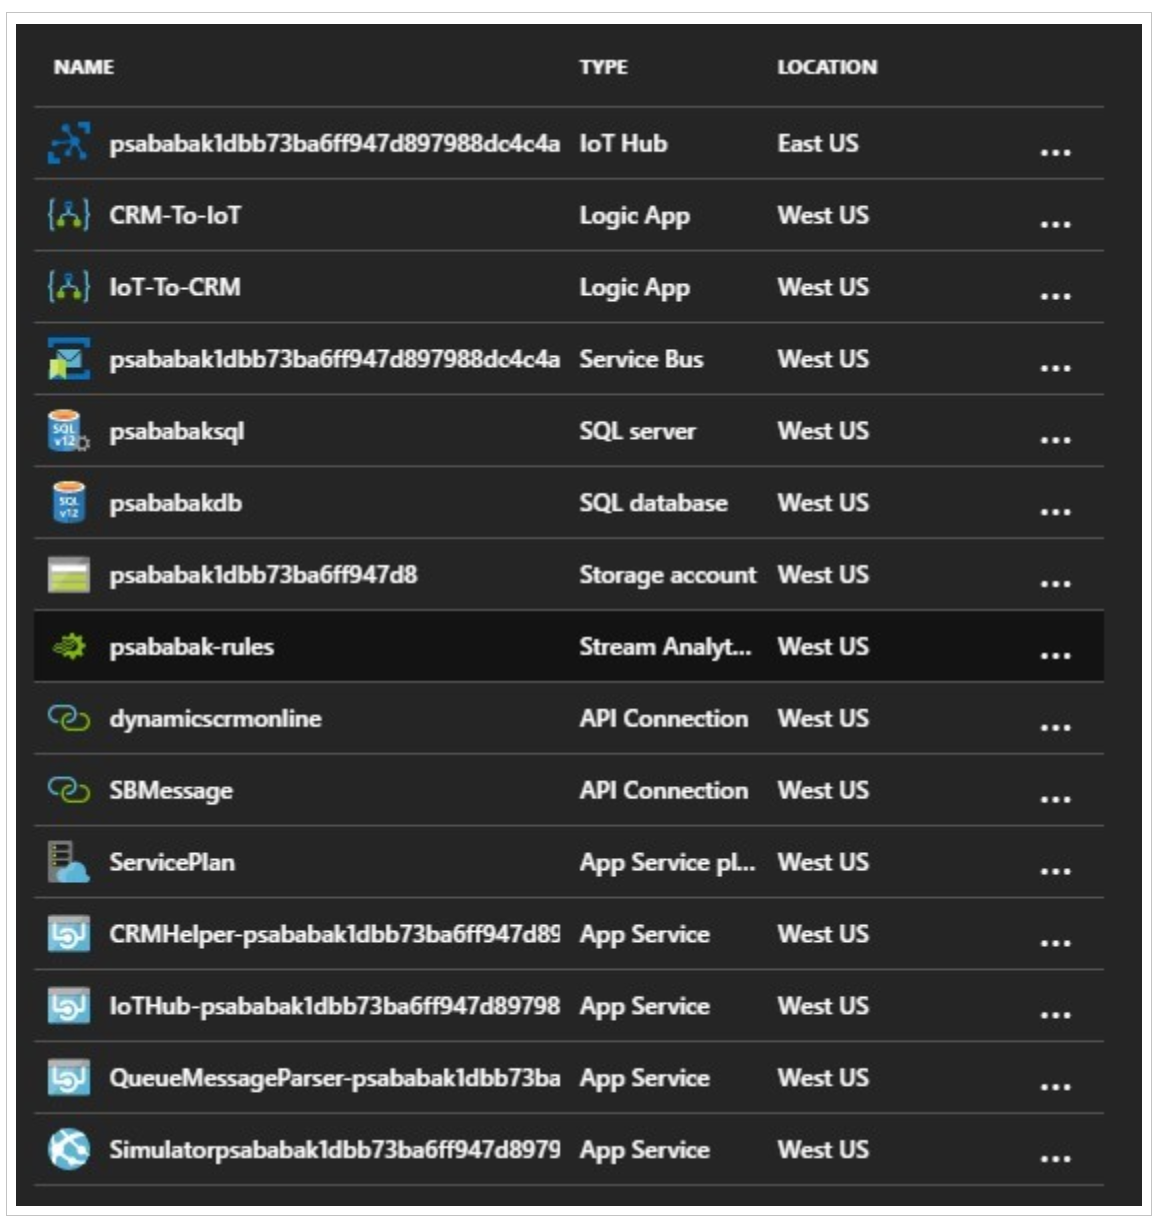 NAME TYPE LOCATION
psababak1dbb73ba6ff947d897988dc4c4a IoT Hub East US ...
CRM-To-IoT Logic App West US ...
IoT-To-CRM Logic App West US ...
psababak1dbb73ba6ff947d897988dc4c4a Service Bus West US ...
SQL v12 psababaksql SQL server West US ...
SQL v12 psababakdb SQL database West US ...
psababak1dbb73ba6ff947d8 Storage account West US ...
psababak-rules Stream Analyt... West US ...
dynamicscrmonline API Connection West US ...
SBMessage API Connection West US ...
ServicePlan App Service pl... West US ...
CRMHelper-psababak1dbb73ba6ff947d89 App Service West US ...
IoTHub-psababak1dbb73ba6ff947d89798 App Service West US ...
QueueMessageParser-psababak1dbb73ba App Service West US ...
Simulatorpsababak1dbb73ba6ff947d8979 App Service West US ...